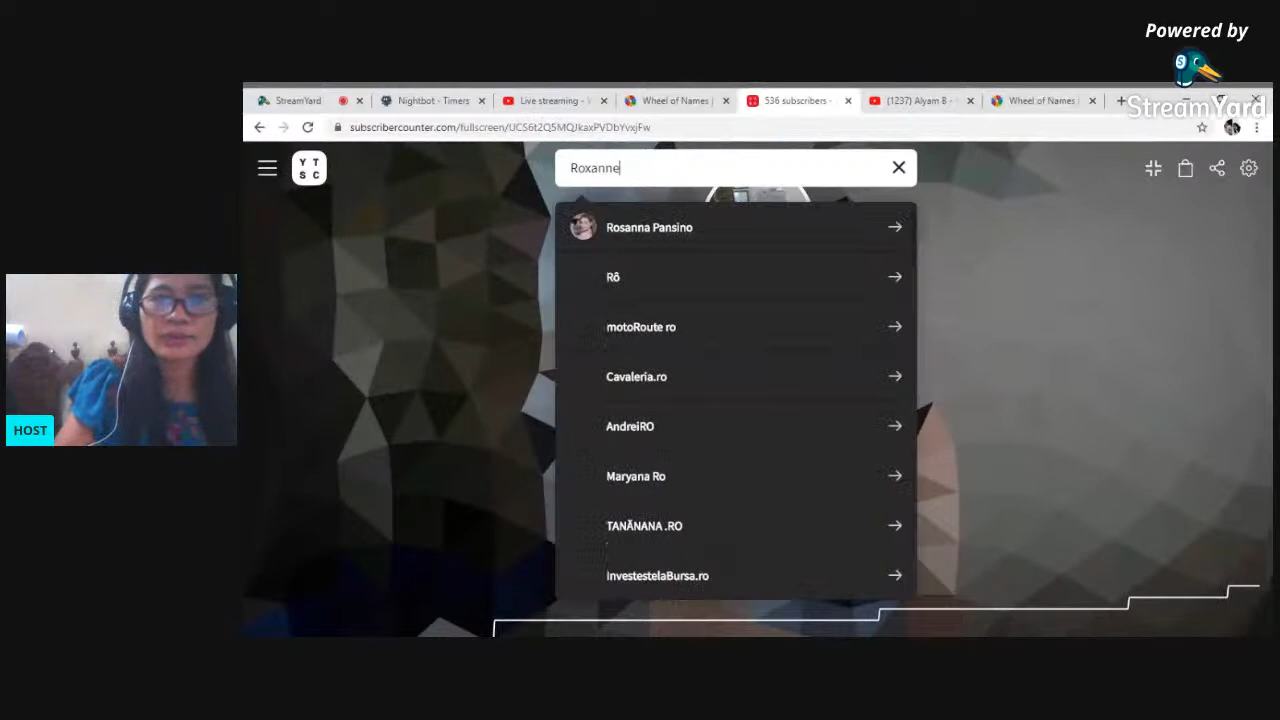 Powered by
StreamYard
StreamYard
Nightbot - Timers
Live streaming -
Wheel of Names
536 subscribers -
(1237) Alyam B -
Wheel of Names
subscribercounter.com/fullscreen/UCS6t2Q5MQJkaxPVDbYvxjFw
Y T
S C
Roxanne
Rosanna Pansino
Rô
motoRoute ro
Cavaleria.ro
AndreiRO
Maryana Ro
TANĂNANA .RO
InvestestelaBursa.ro
HOST